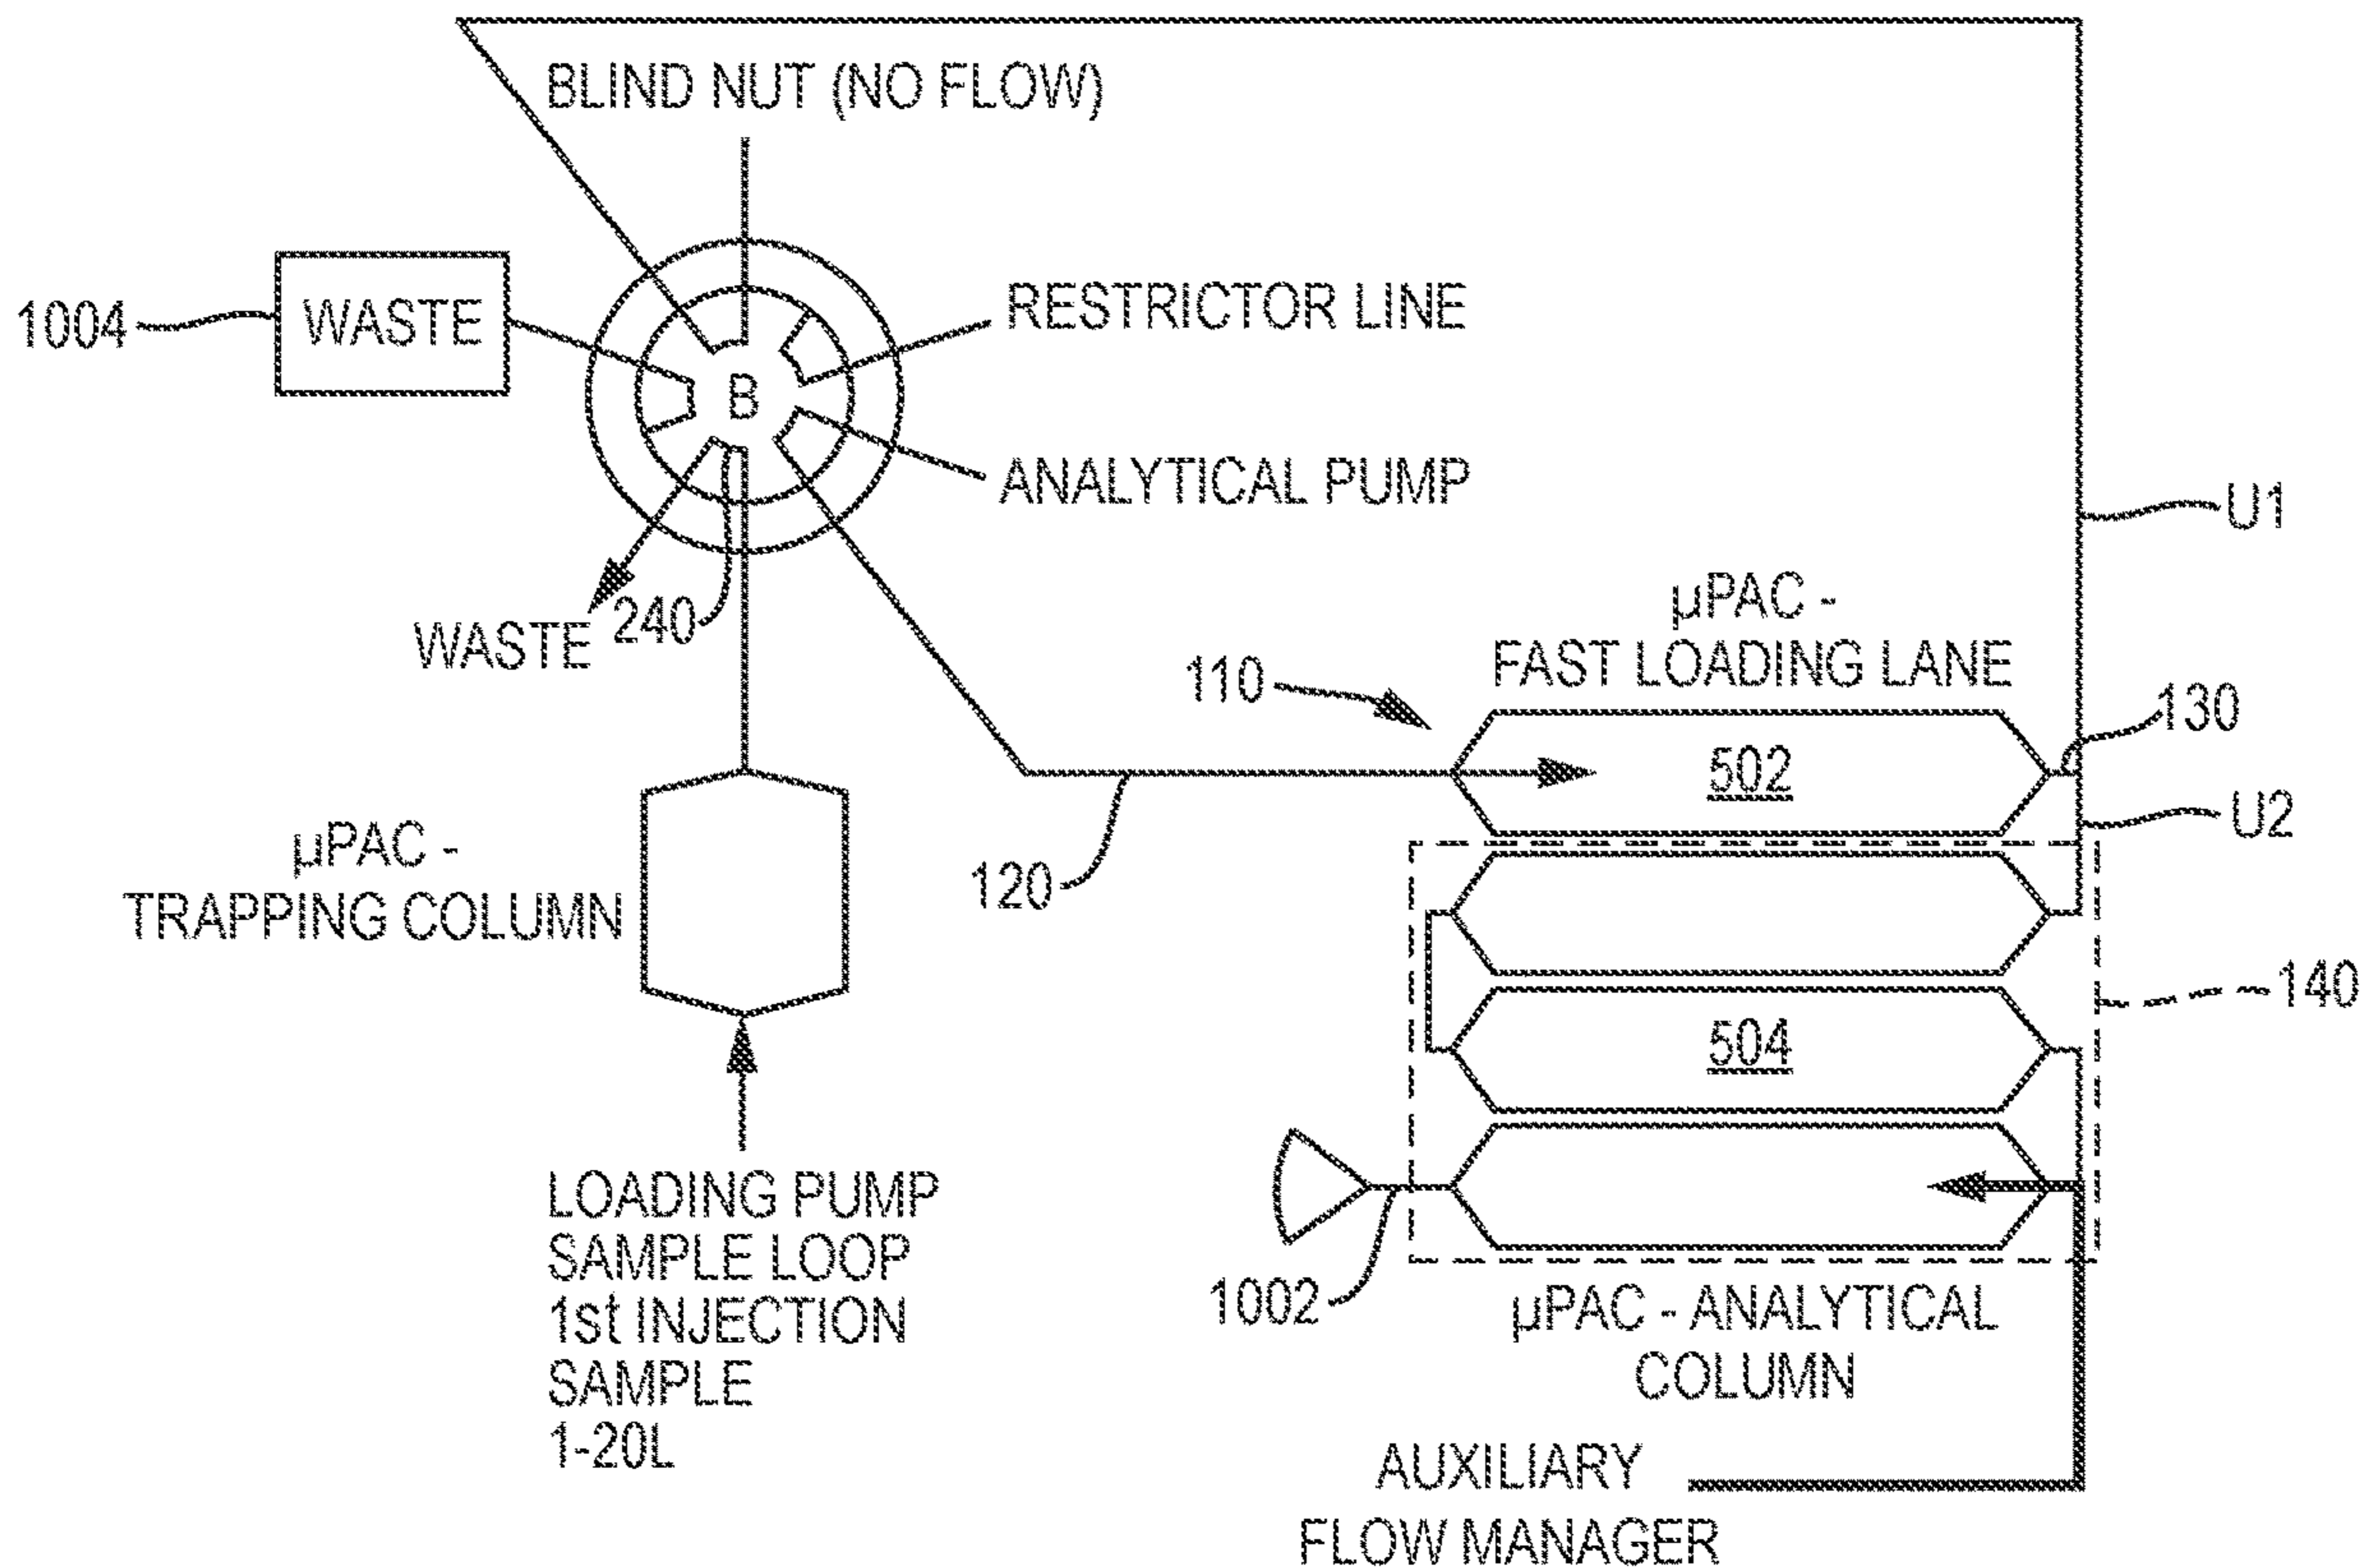 BLIND NUT (NO FLOW)
1004
WASTE
RESTRICTOR LINE
B
ANALYTICAL PUMP
U1
240
WASTE
µPAC -
FAST LOADING LANE
110
130
502
U2
120
µPAC -
TRAPPING COLUMN
140
504
LOADING PUMP
SAMPLE LOOP
1st INJECTION
SAMPLE
1-20L
1002
µPAC - ANALYTICAL
COLUMN
AUXILIARY
FLOW MANAGER